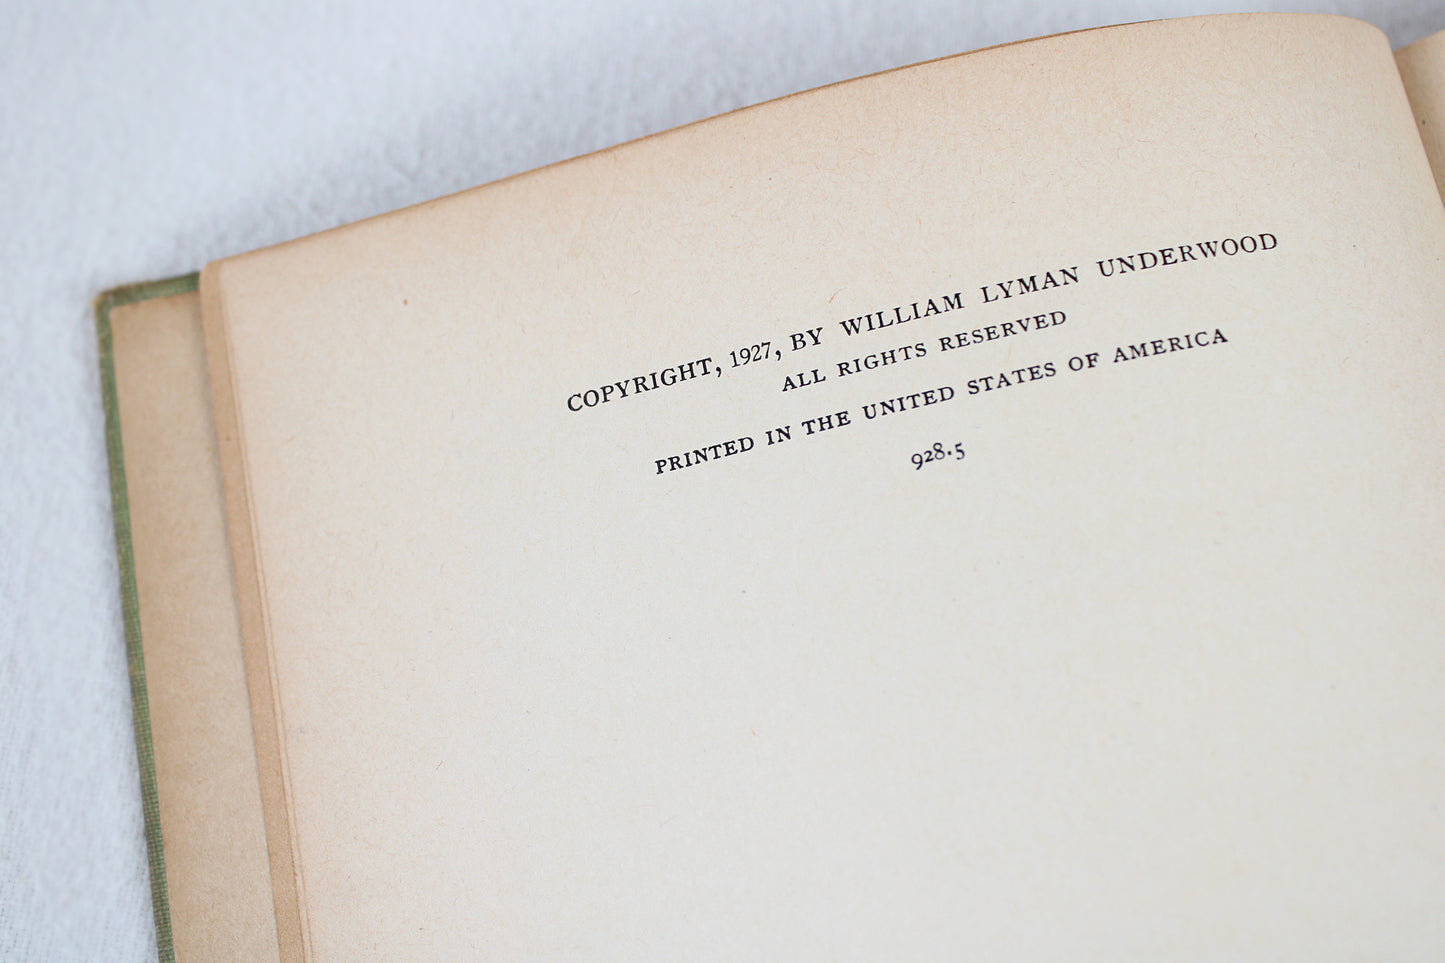 COPYRIGHT, 1927, BY WILLIAM LYMAN UNDERWOOD
ALL RIGHTS RESERVED
PRINTED IN THE UNITED STATES OF AMERICA
928.5